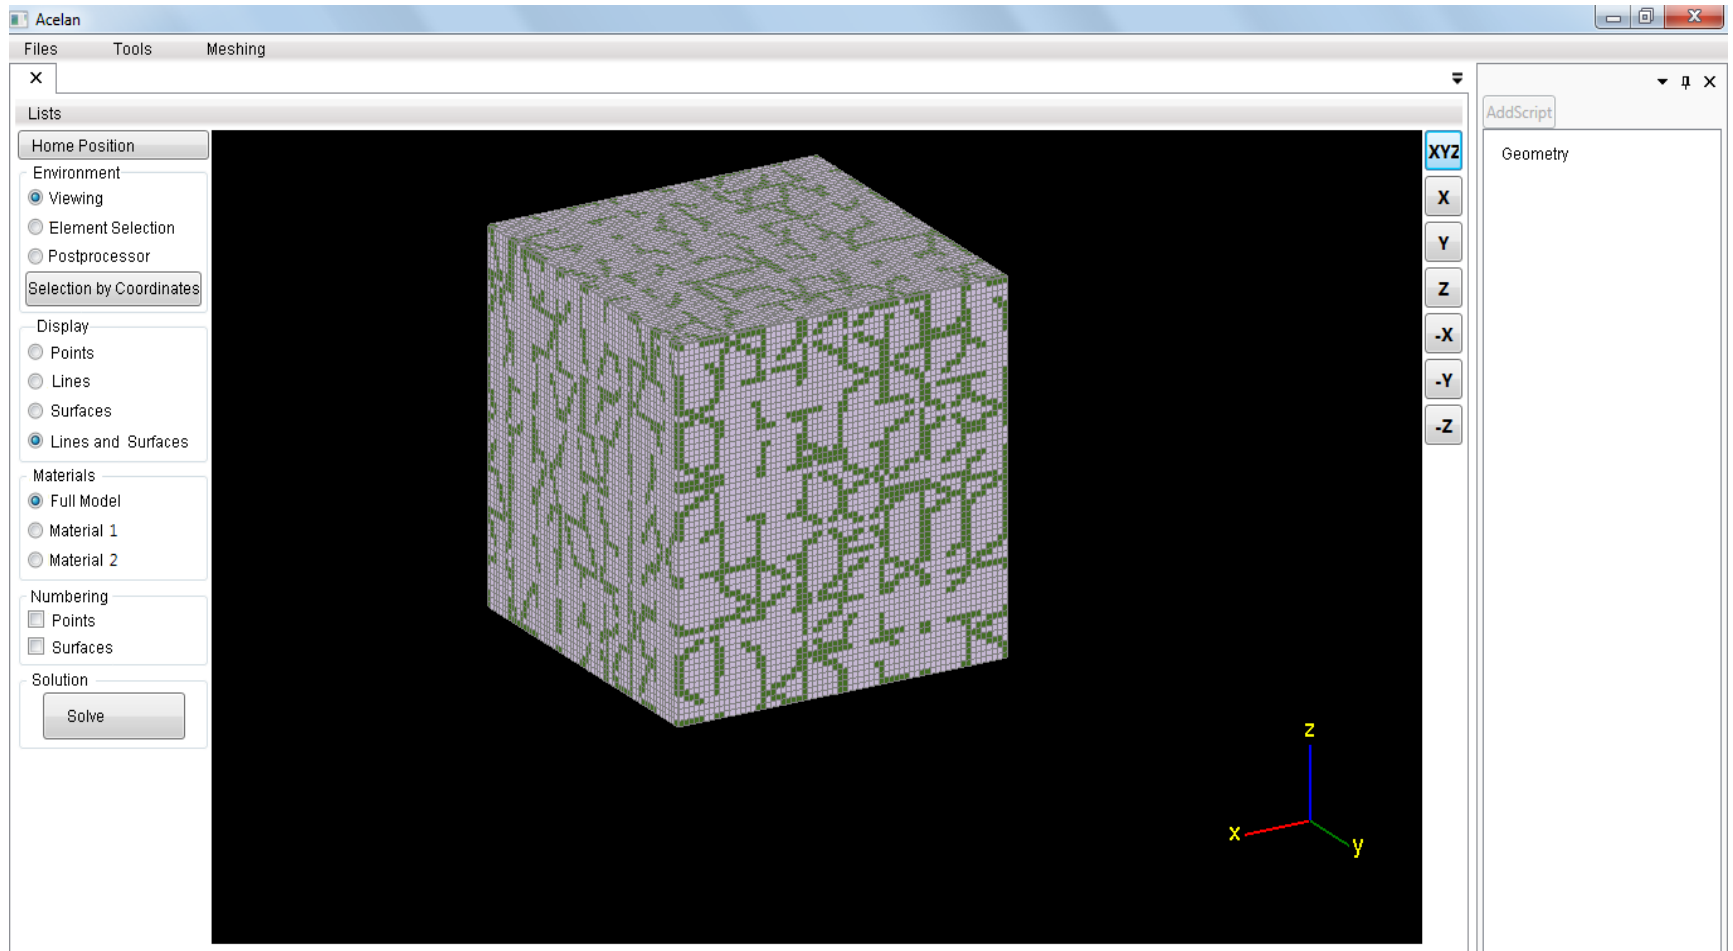 Acelan
Files Tools Meshing
Lists
Home Position
Environment
Viewing
Element Selection
Postprocessor
Selection by Coordinates
Display
Points
Lines
Surfaces
Lines and Surfaces
Materials
Full Model
Material 1
Material 2
Numbering
Points
Surfaces
Solution
Solve
XYZ
X
Y
Z
-X
-Y
-Z
z
x
y
AddScript
Geometry